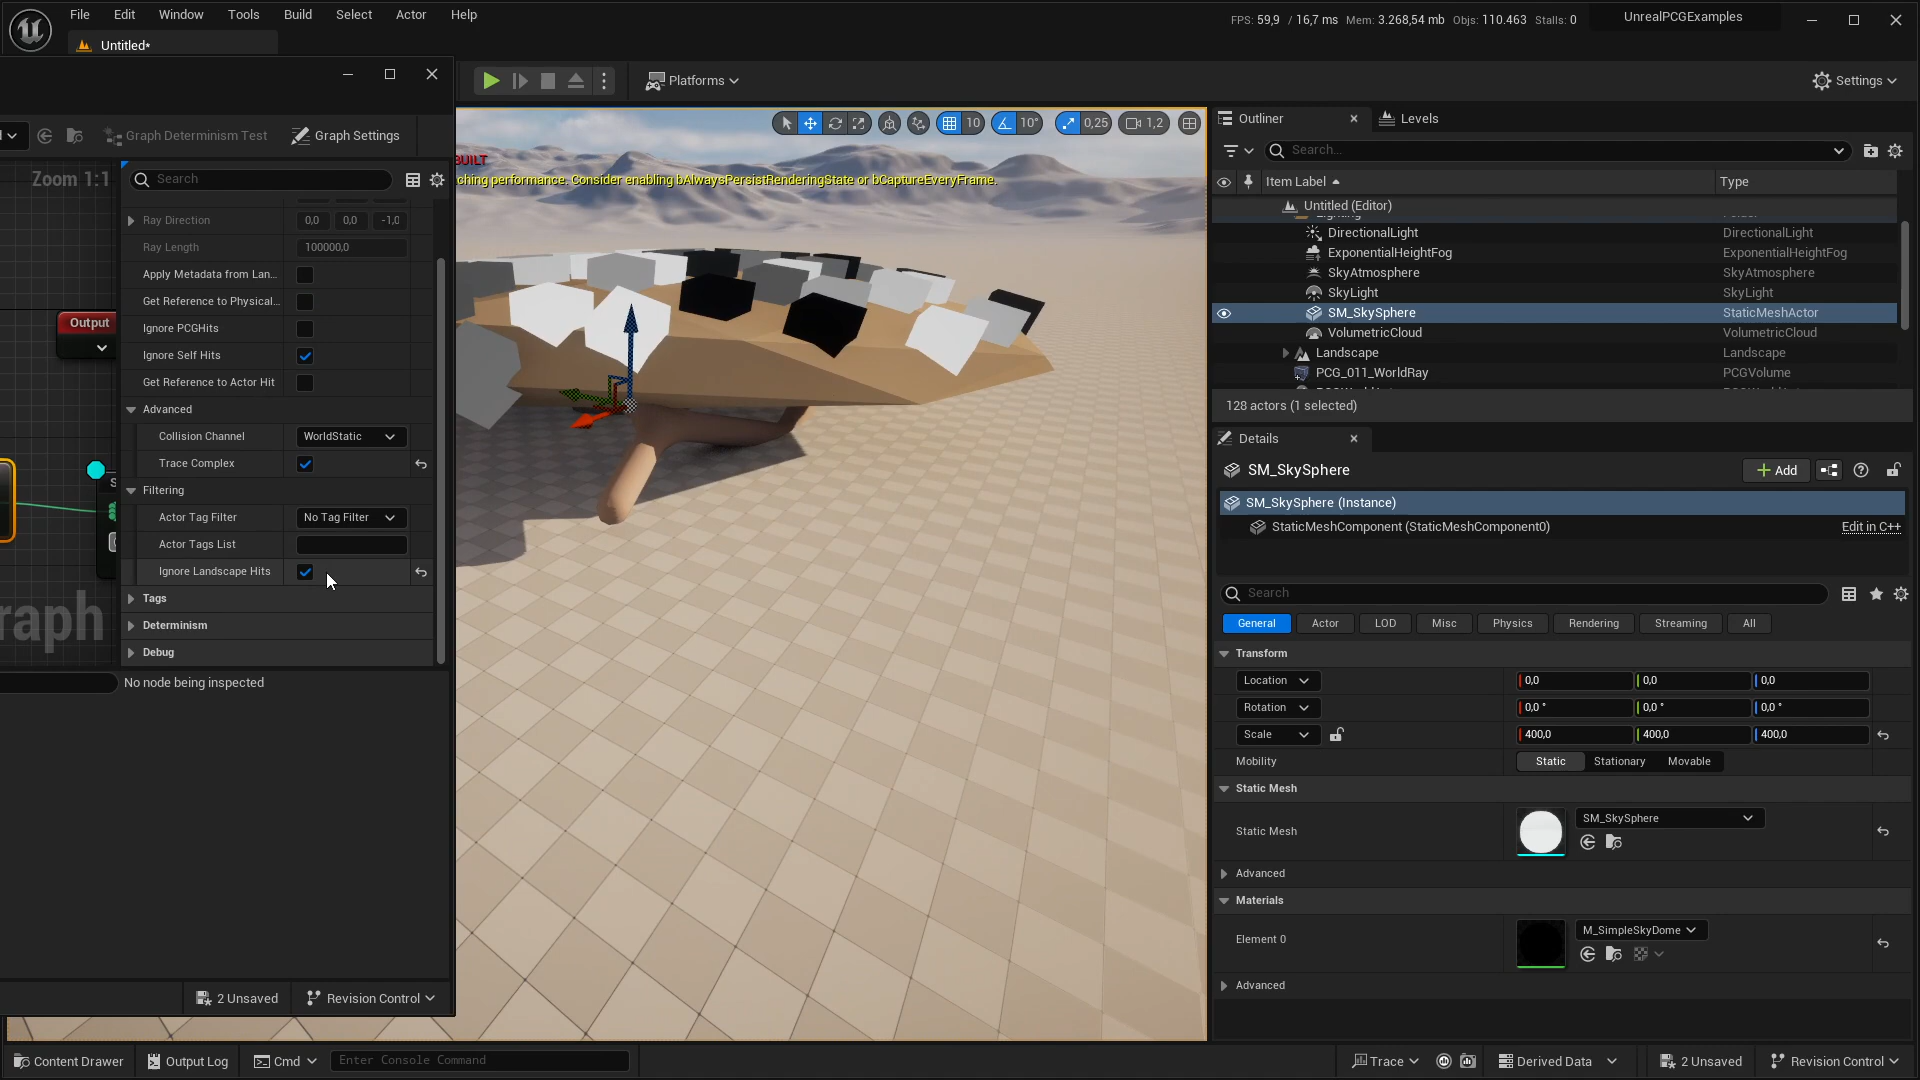 File Edit Window Tools Build Select Actor Help
FPS: 59,9 / 16,7 ms Mem: 3.268,54 mb Objs: 110.463 Stalls: 0
UnrealPCGExamples
Untitled*
Platforms
Settings
Graph Determinism Test
Graph Settings
Zoom 1:1
Search
Ray Direction 0,0 0,0 -1,0
Ray Length 100000,0
Apply Metadata from Lan...
Get Reference to Physical...
Ignore PCGHits
Ignore Self Hits
Get Reference to Actor Hit
Advanced
Collision Channel WorldStatic
Trace Complex
Filtering
Actor Tag Filter No Tag Filter
Actor Tags List
Ignore Landscape Hits
Tags
Determinism
Debug
Output
raph
No node being inspected
2 Unsaved
Revision Control
10 10° 0,25 1,2
BUILT
ching performance. Consider enabling bAlwaysPersistRenderingState or bCaptureEveryFrame.
Outliner
Levels
Search...
Item Label Type
Untitled (Editor)
Lighting Folder
DirectionalLight DirectionalLight
ExponentialHeightFog ExponentialHeightFog
SkyAtmosphere SkyAtmosphere
SkyLight SkyLight
SM_SkySphere StaticMeshActor
VolumetricCloud VolumetricCloud
Landscape Landscape
PCG_011_WorldRay PCGVolume
128 actors (1 selected)
Details
SM_SkySphere
Add
SM_SkySphere (Instance)
StaticMeshComponent (StaticMeshComponent0) Edit in C++
Search
General Actor LOD Misc Physics Rendering Streaming All
Transform
Location 0,0 0,0 0,0
Rotation 0,0 ° 0,0 ° 0,0 °
Scale 400,0 400,0 400,0
Mobility Static Stationary Movable
Static Mesh
Static Mesh SM_SkySphere
Advanced
Materials
Element 0 M_SimpleSkyDome
Advanced
Content Drawer
Output Log
Cmd
Enter Console Command
Trace
Derived Data
2 Unsaved
Revision Control